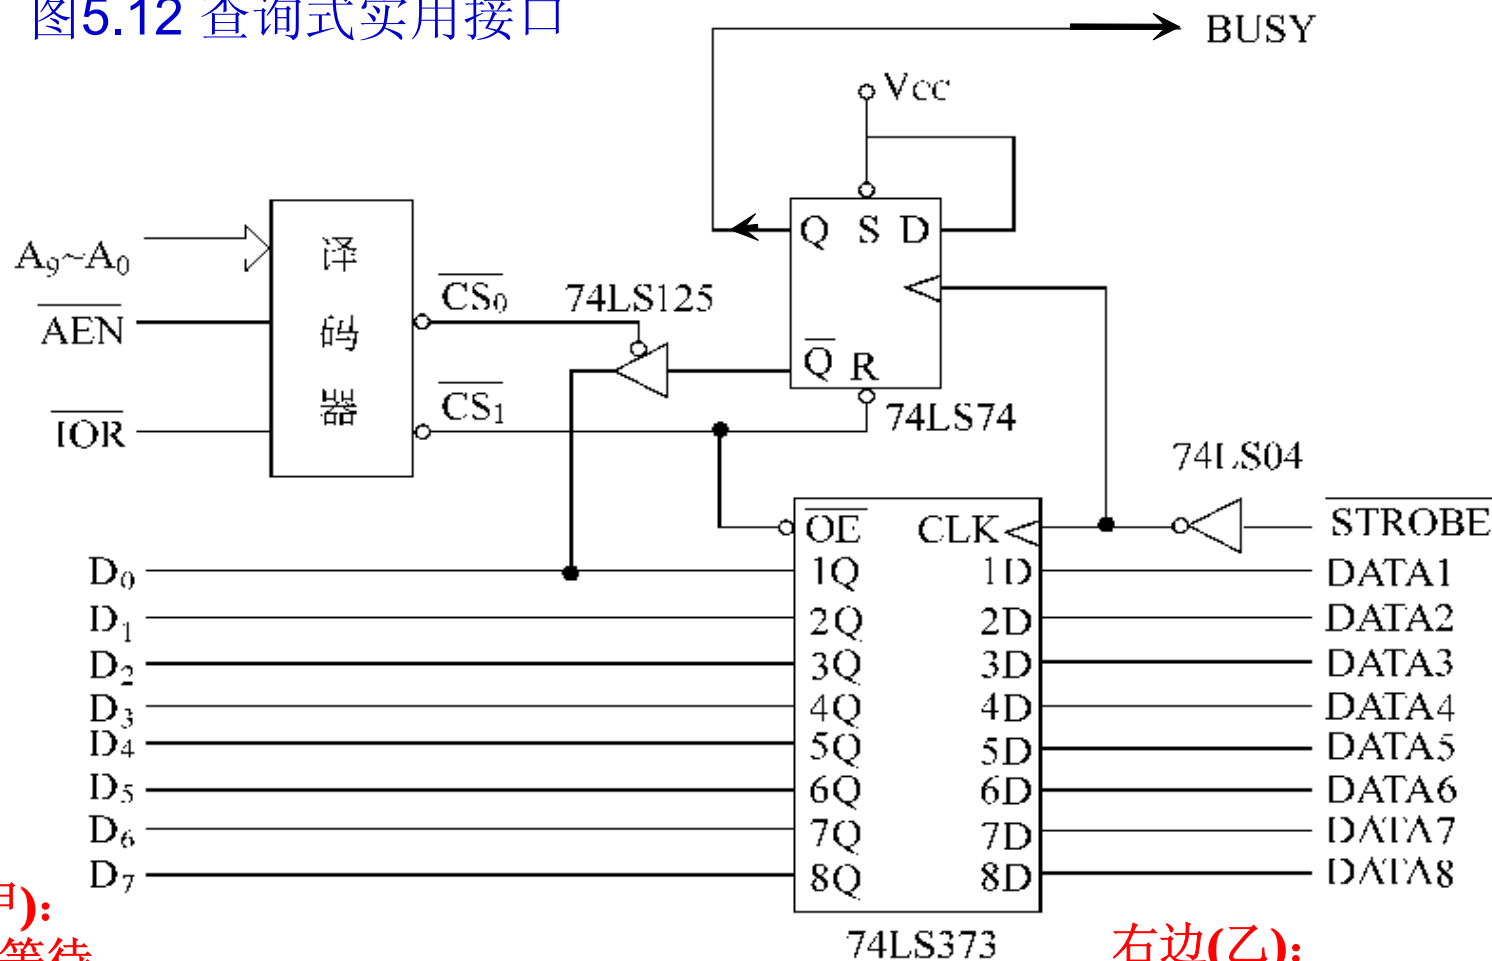 图5.12 查询式实用接口
BUSY
Vcc
Q S D
A9~A0
译
码
器
CS0
74LS125
AEN
Q R
CS1
74LS74
IOR
74LS04
OE CLK
STROBE
D0 1Q 1D DATA1
D1 2Q 2D DATA2
D2 3Q 3D DATA3
D3 4Q 4D DATA4
D4 5Q 5D DATA5
D5 6Q 6D DATA6
D6 7Q 7D DATA7
D7 8Q 8D DATA8
甲):
等待
74LS373
右边(乙):